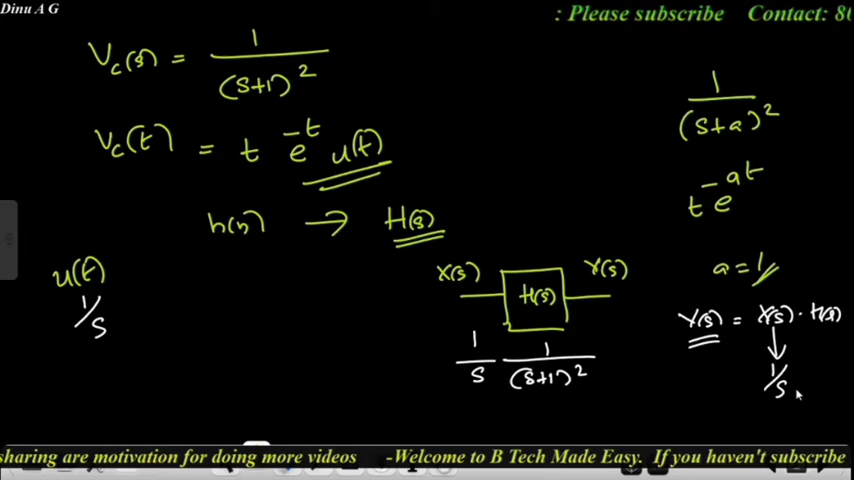 Dinu A G
: Please subscribe Contact: 80
Vc(s) = 1/(s+1)²
1/(s+a)²
Vc(t) = t e^-t u(t)
t e^-at
h(n) → H(s)
u(t)
1/s
X(s) H(s) Y(s)
a = 1
Y(s) = X(s) · H(s)
1/s 1/(s+1)²
1/s
sharing are motivation for doing more videos -Welcome to B Tech Made Easy. If you haven't subscribe